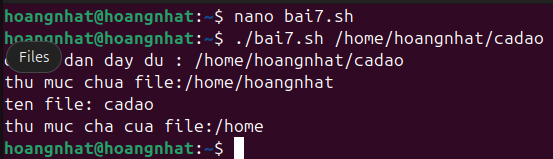 hoangnhat@hoangnhat:~$ nano bai7.sh
hoangnhat@hoangnhat:~$ ./bai7.sh /home/hoangnhat/cadao
dan day du : /home/hoangnhat/cadao
Files
thu muc chua file:/home/hoangnhat
ten file: cadao
thu muc cha cua file:/home
hoangnhat@hoangnhat:~$